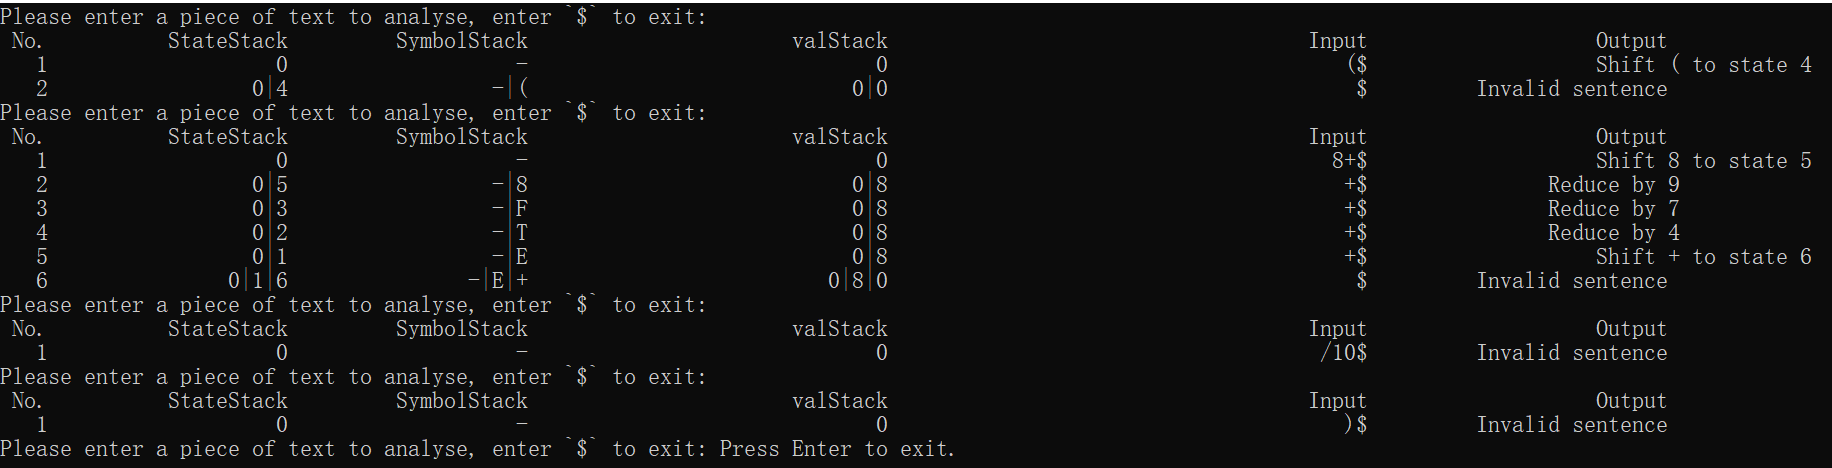 Please enter a piece of text to analyse, enter `$` to exit:
No. StateStack SymbolStack valStack Input Output
1 0 - 0 ($ Shift ( to state 4
2 0|4 -|( 0|0 $ Invalid sentence
Please enter a piece of text to analyse, enter `$` to exit:
No. StateStack SymbolStack valStack Input Output
1 0 - 0 8+$ Shift 8 to state 5
2 0|5 -|8 0|8 +$ Reduce by 9
3 0|3 -|F 0|8 +$ Reduce by 7
4 0|2 -|T 0|8 +$ Reduce by 4
5 0|1 -|E 0|8 +$ Shift + to state 6
6 0|1|6 -|E|+ 0|8|0 $ Invalid sentence
Please enter a piece of text to analyse, enter `$` to exit:
No. StateStack SymbolStack valStack Input Output
1 0 - 0 /10$ Invalid sentence
Please enter a piece of text to analyse, enter `$` to exit:
No. StateStack SymbolStack valStack Input Output
1 0 - 0 )$ Invalid sentence
Please enter a piece of text to analyse, enter `$` to exit: Press Enter to exit.